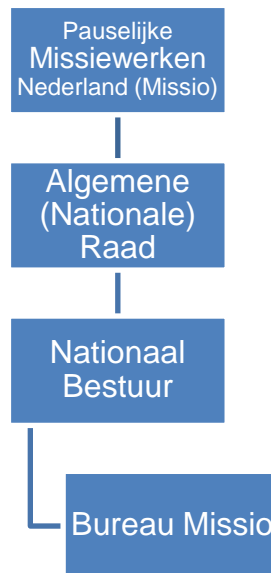 Pauselijke
Missiewerken
Nederland (Missio)
Algemene
(Nationale)
Raad
Nationaal
Bestuur
Bureau Missio